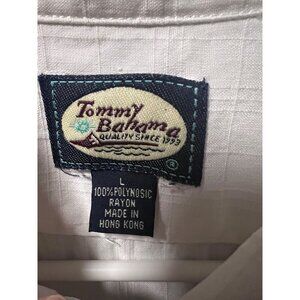 Tommy
Bahama
QUALITY SINCE 1993
®
L
100% POLYNOSIC
RAYON
MADE IN
HONG KONG